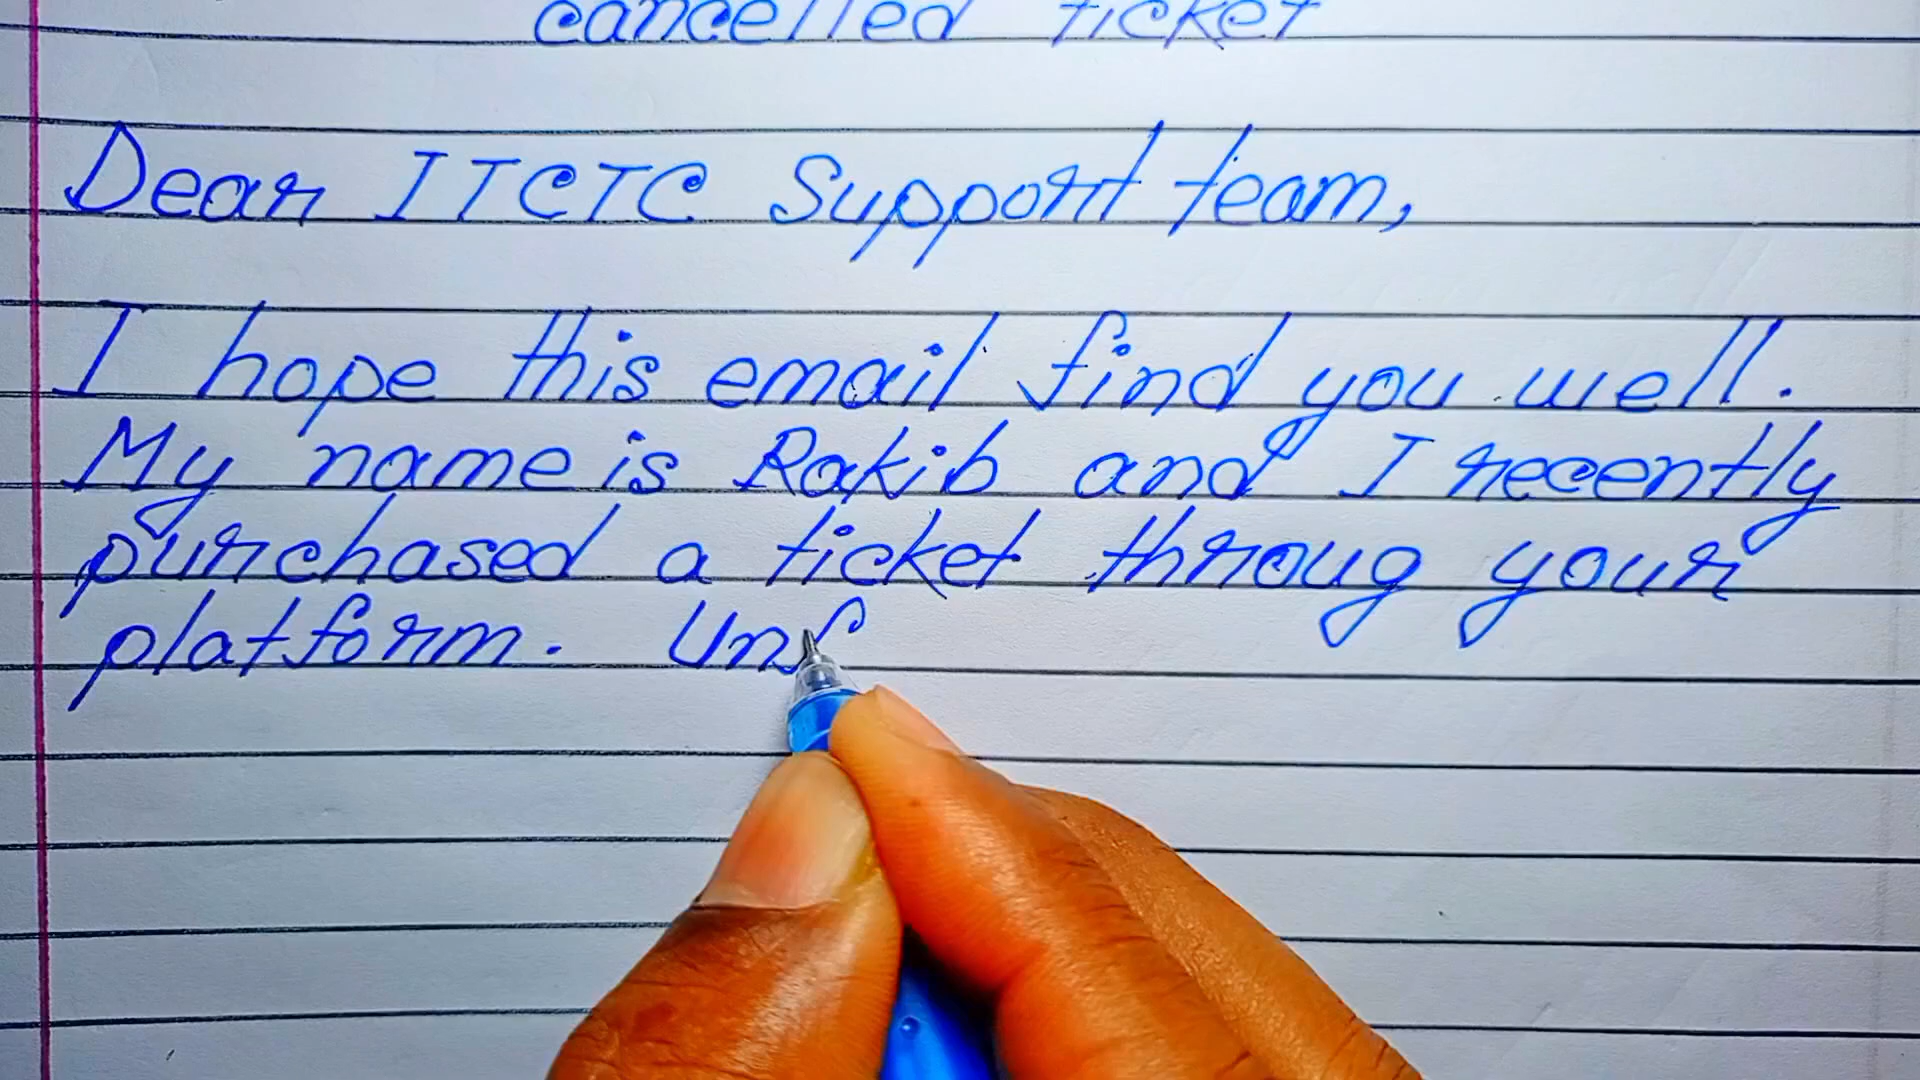 cancelled ticket
Dear ITCTC Support team,
I hope this email find you well.
My name is Rakib and I recently
purchased a ticket throug your
platform. Unf